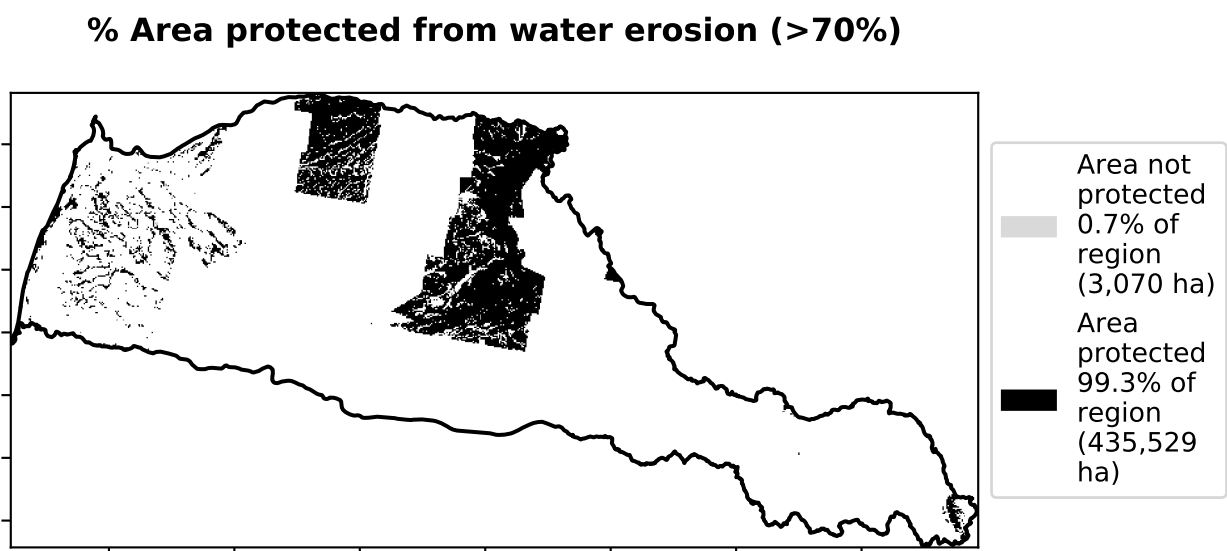 % Area protected from water erosion (>70%)
Area not
protected
0.7% of
region
(3,070 ha)
Area
protected
99.3% of
region
(435,529
ha)